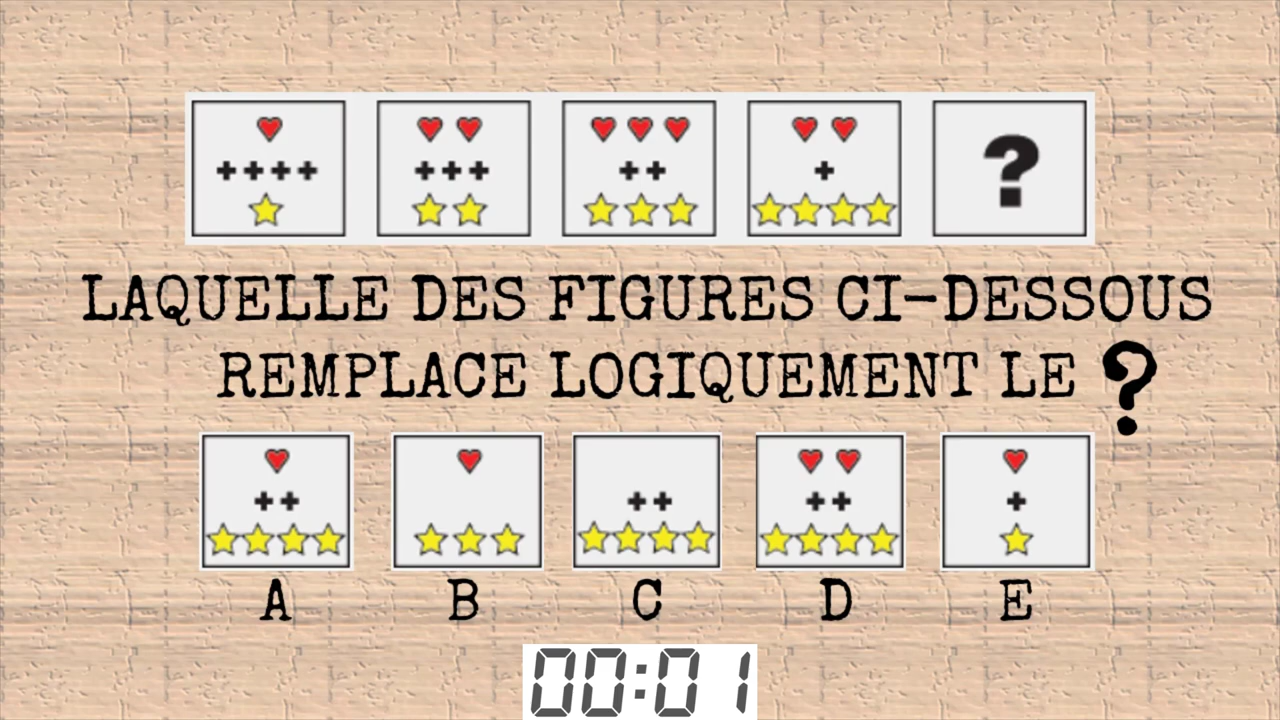 ?
LAQUELLE DES FIGURES CI-DESSOUS
REMPLACE LOGIQUEMENT LE ?
A B C D E
00:01